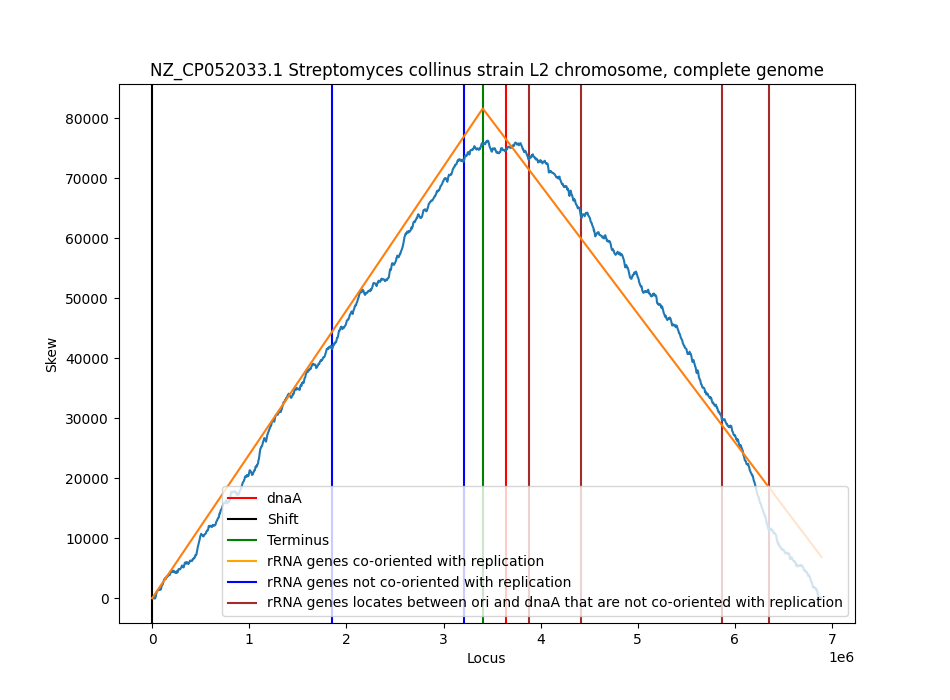 NZ_CP052033.1 Streptomyces collinus strain L2 chromosome, complete genome
Skew
80000
70000
60000
50000
40000
30000
20000
10000
0
dnaA
Shift
Terminus
rRNA genes co-oriented with replication
rRNA genes not co-oriented with replication
rRNA genes locates between ori and dnaA that are not co-oriented with replication
0 1 2 3 4 5 6 7
1e6
Locus